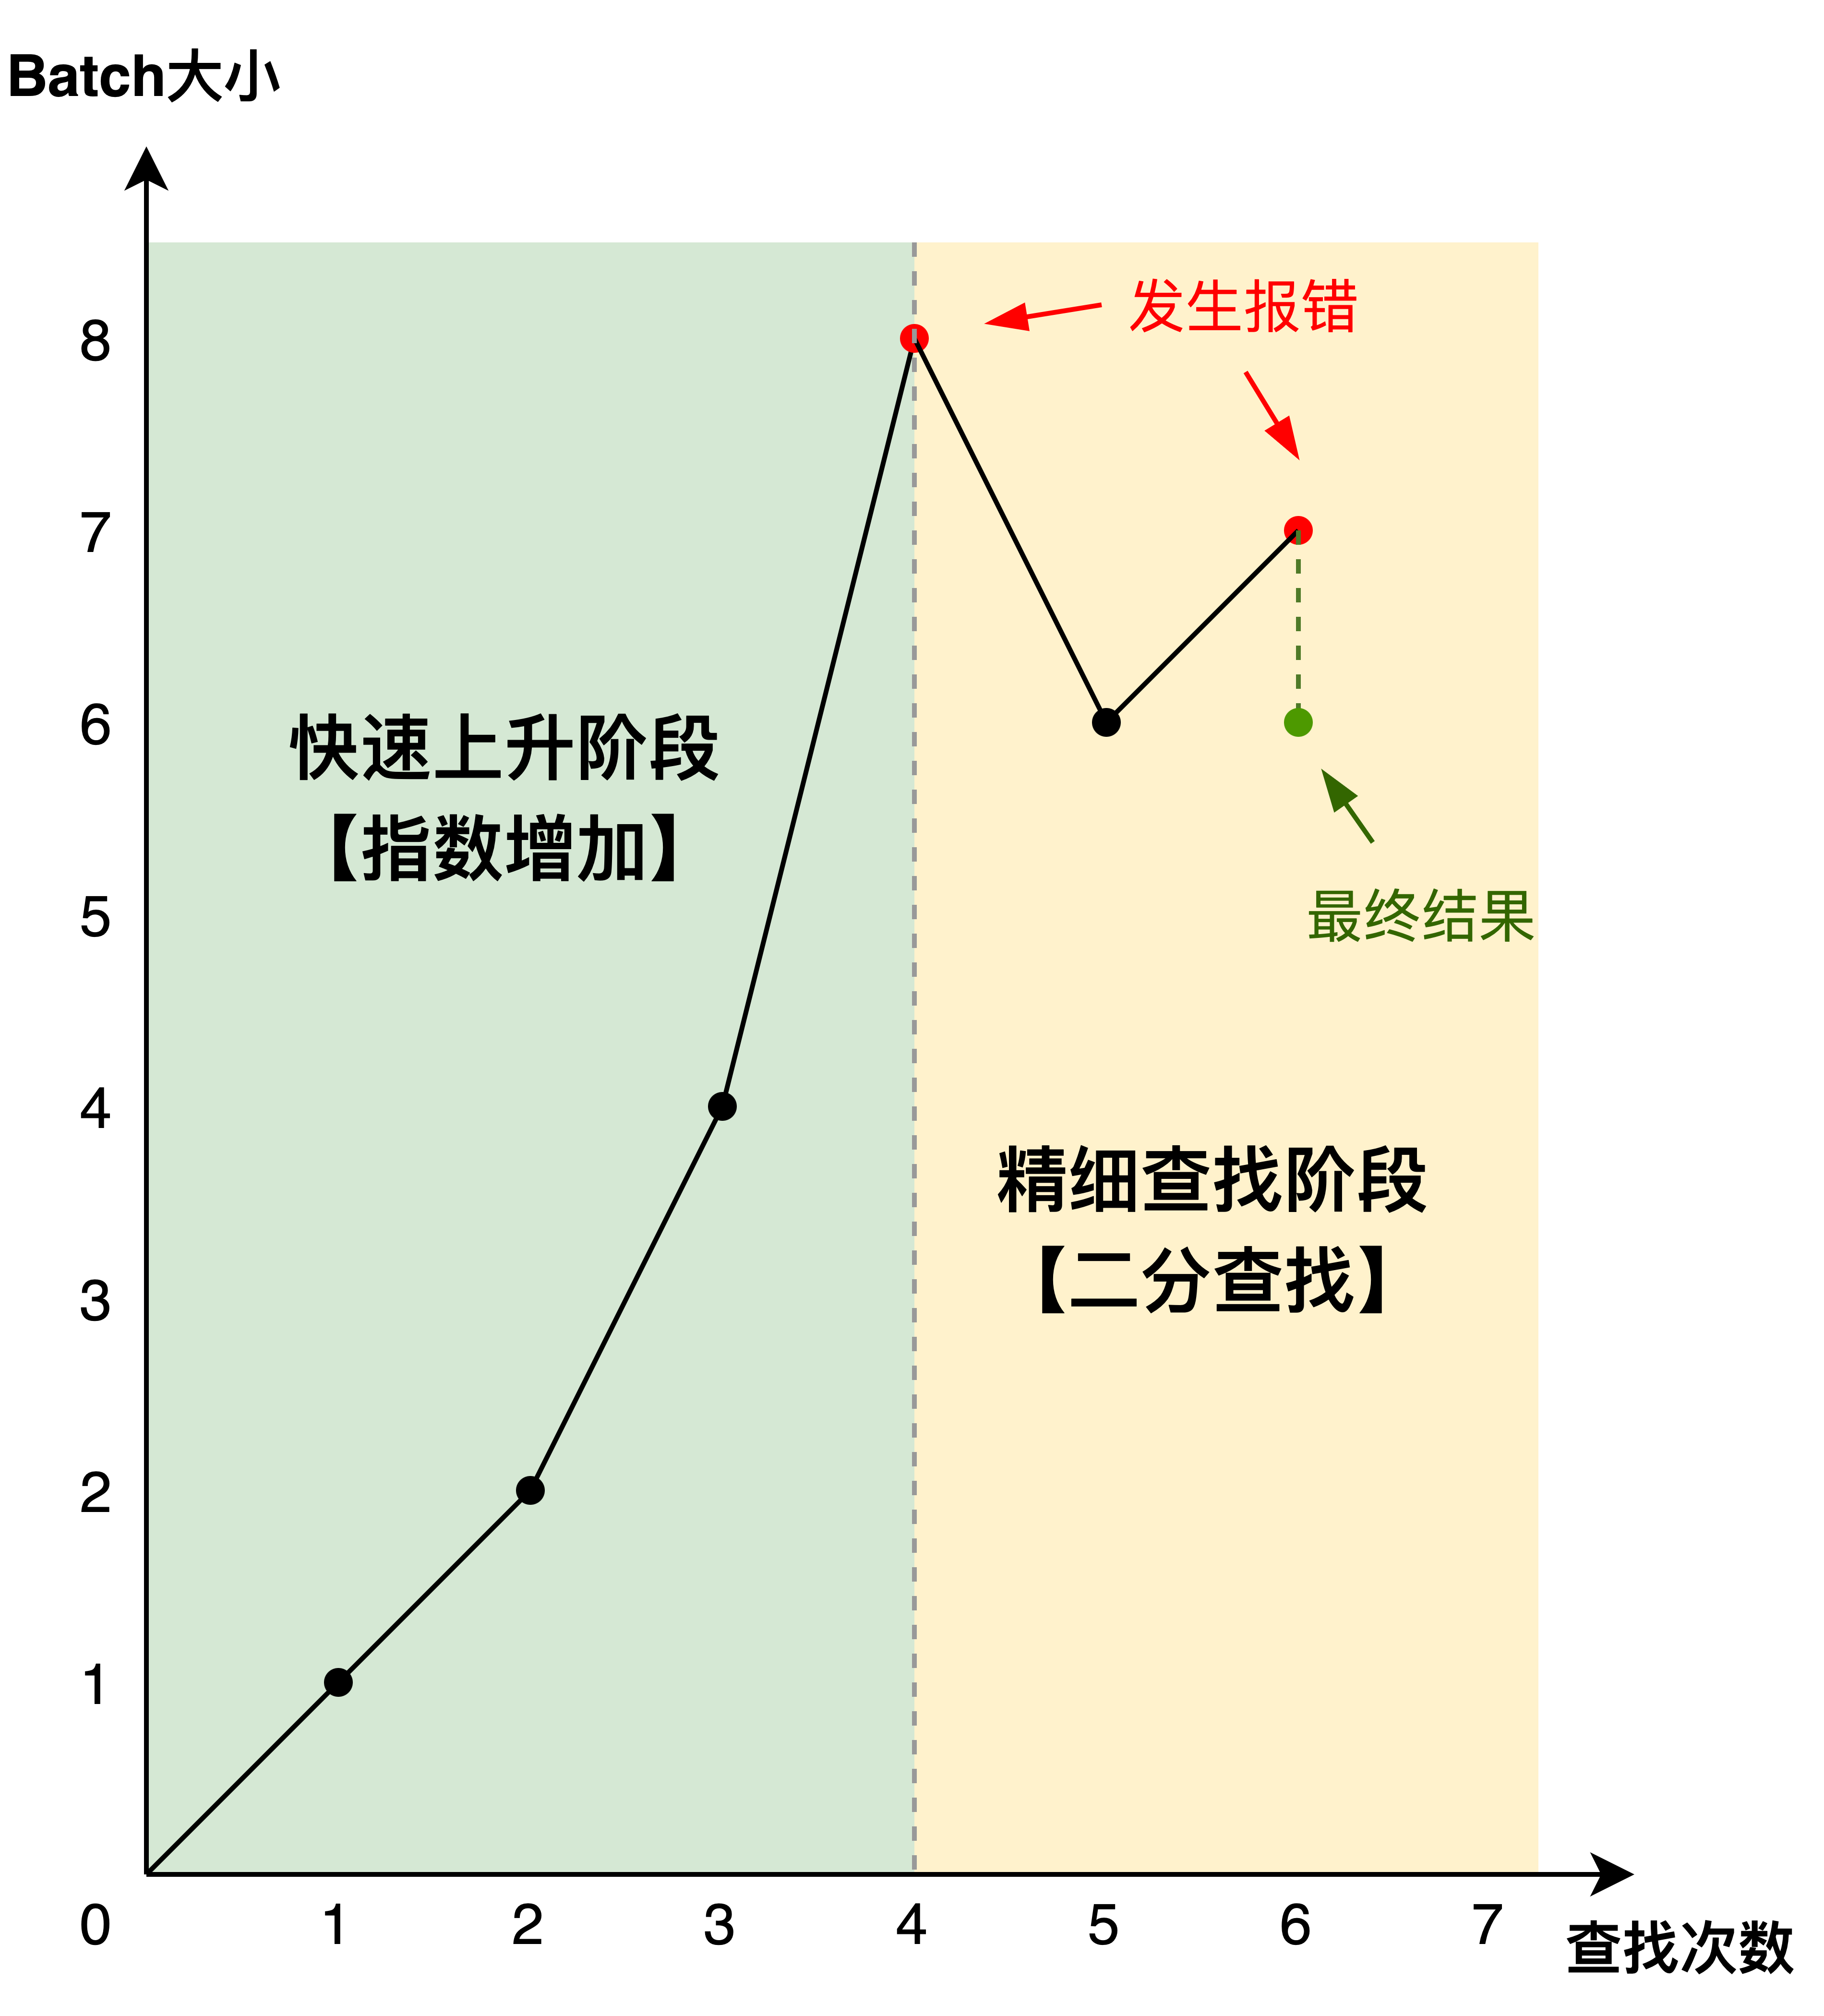 Batch大小
8
发生报错
7
6
快速上升阶段
【指数增加】
5
最终结果
4
精细查找阶段
【二分查找】
3
2
1
0 1 2 3 4 5 6 7
查找次数